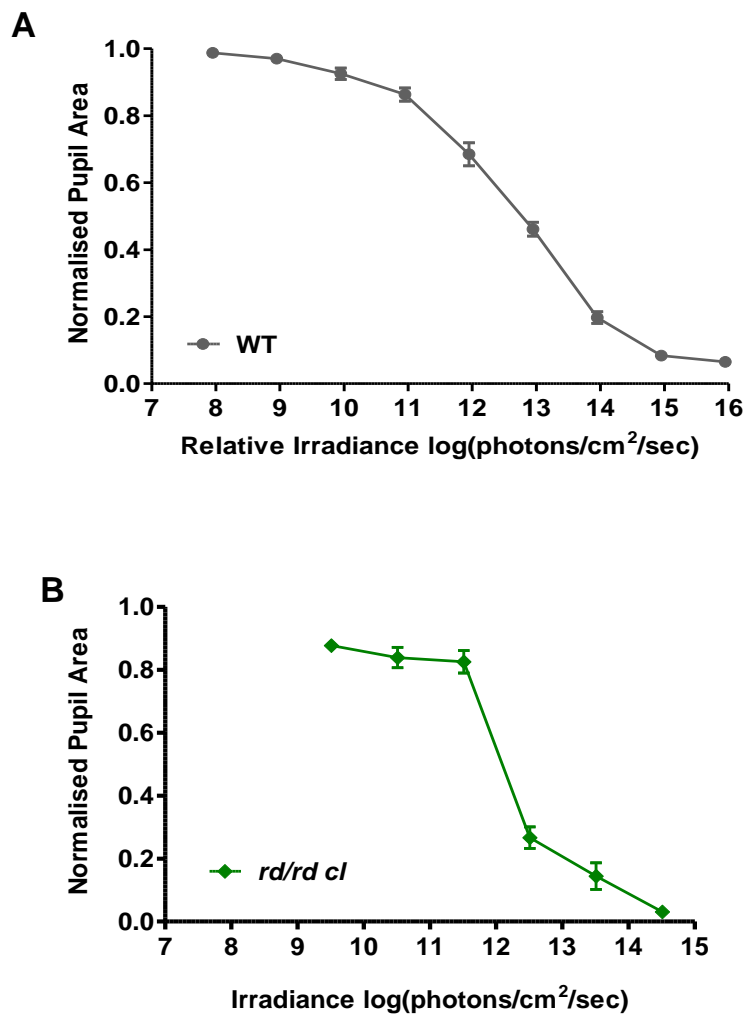 A
1.0
0.8
0.6
0.4
0.2
0.0
Normalised Pupil Area
WT
7 8 9 10 11 12 13 14 15 16
Relative Irradiance log(photons/cm²/sec)
B
1.0
0.8
0.6
0.4
0.2
0.0
Normalised Pupil Area
rd/rd cl
7 8 9 10 11 12 13 14 15
Irradiance log(photons/cm²/sec)